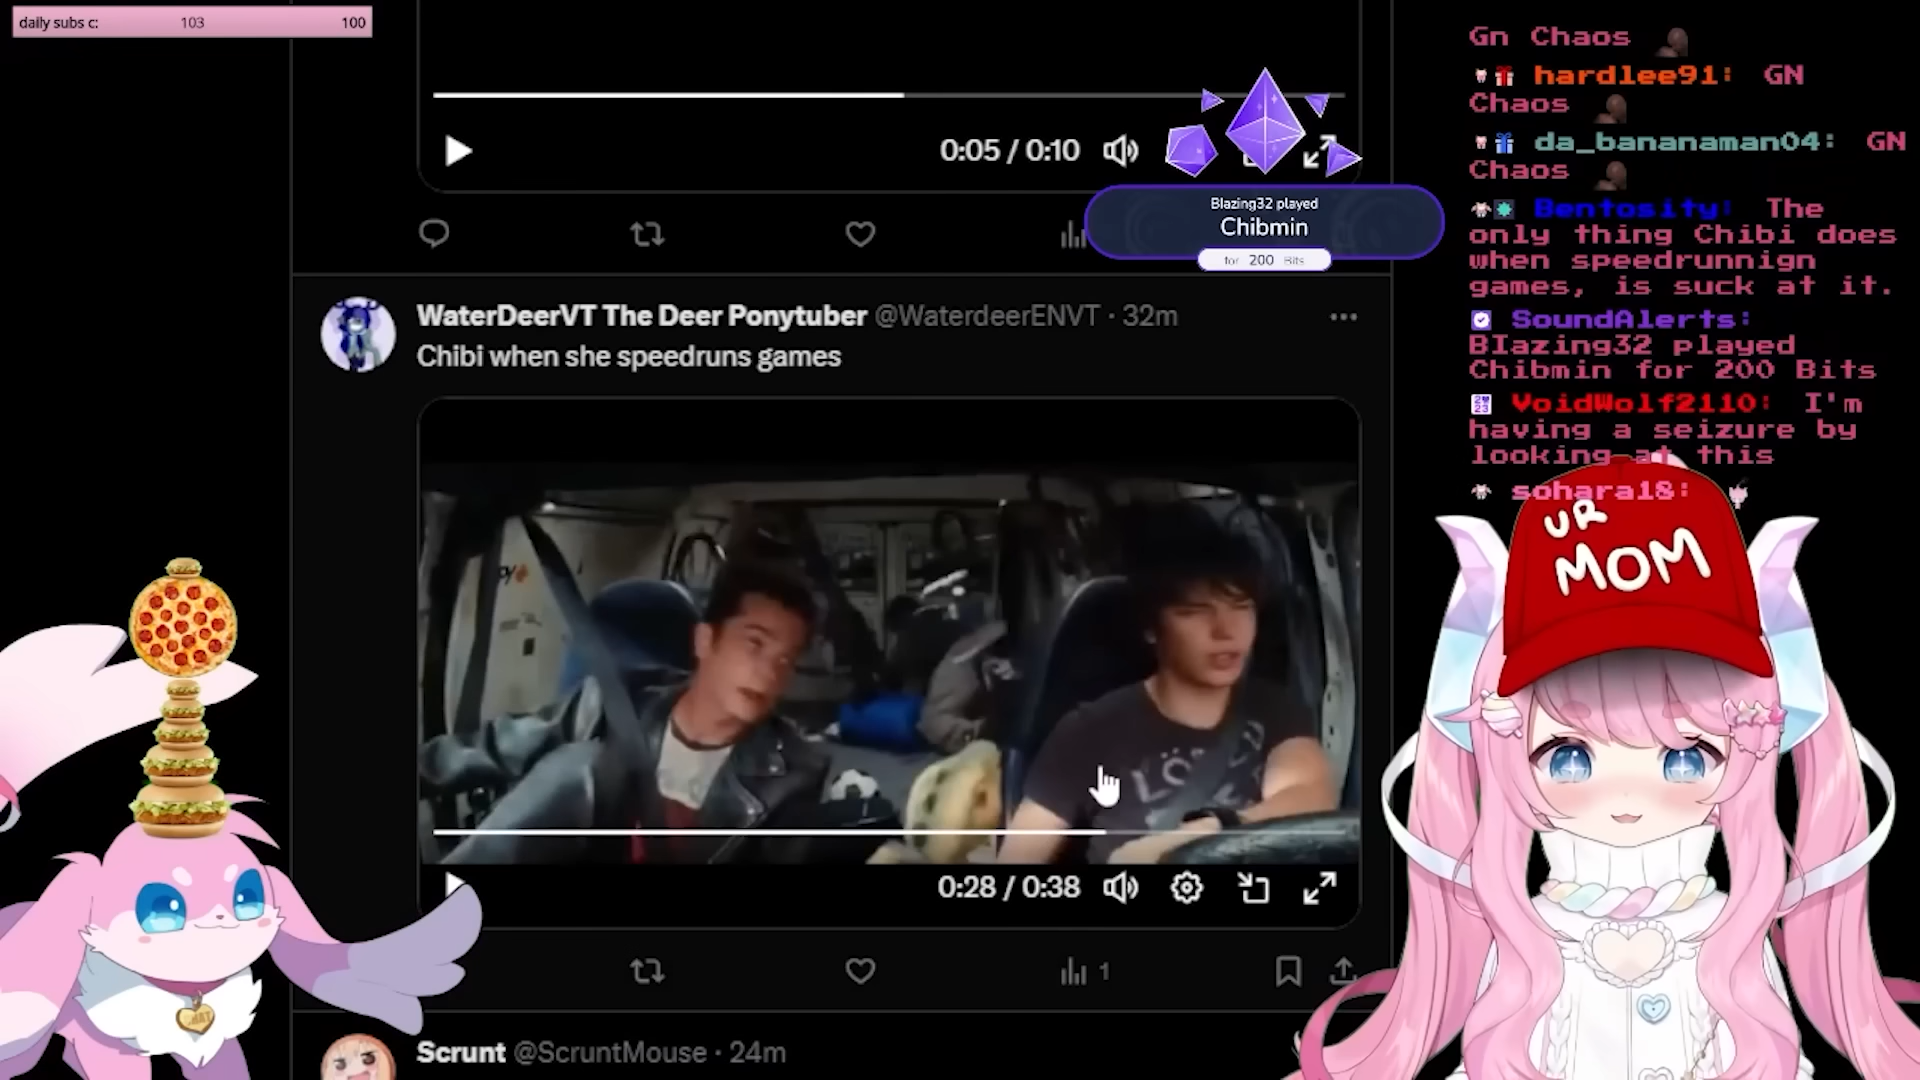 daily subs c: 103 100
0:05 / 0:10
Blazing32 played
Chibmin
for 200 Bits
WaterDeerVT The Deer Ponytuber @WaterdeerENVT · 32m
Chibi when she speedruns games
0:28 / 0:38
1
Scrunt @ScruntMouse · 24m
Gn Chaos
hardlee91: GN
Chaos
da_bananaman04: GN
Chaos
Bentosity: The
only thing Chibi does
when speedrunnign
games, is suck at it.
SoundAlerts:
BIazing32 played
Chibmin for 200 Bits
VoidWolf2110: I'm
having a seizure by
looking at this
sohara18:
UR
MOM